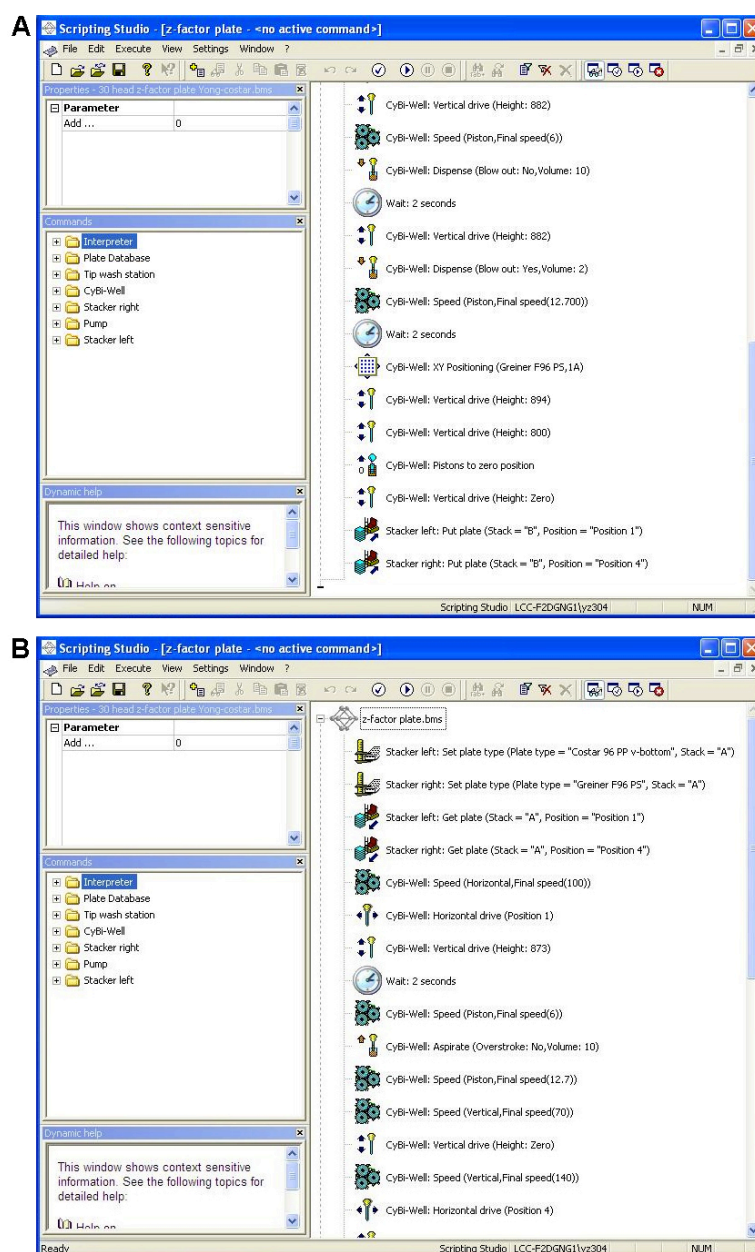 A
Scripting Studio - [z-factor plate - <no active command>]
File Edit Execute View Settings Window ?
Properties - 30 head z-factor plate Yong-costar.bms
Parameter
Add ... 0
Commands
Interpreter
Plate Database
Tip wash station
CyBi-Well
Stacker right
Pump
Stacker left
Dynamic help
This window shows context sensitive
information. See the following topics for
detailed help:
Help on
CyBi-Well: Vertical drive (Height: 882)
CyBi-Well: Speed (Piston,Final speed(6))
CyBi-Well: Dispense (Blow out: No,Volume: 10)
Wait: 2 seconds
CyBi-Well: Vertical drive (Height: 882)
CyBi-Well: Dispense (Blow out: Yes,Volume: 2)
CyBi-Well: Speed (Piston,Final speed(12.700))
Wait: 2 seconds
CyBi-Well: XY Positioning (Greiner F96 PS,1A)
CyBi-Well: Vertical drive (Height: 894)
CyBi-Well: Vertical drive (Height: 800)
CyBi-Well: Pistons to zero position
CyBi-Well: Vertical drive (Height: Zero)
Stacker left: Put plate (Stack = "B", Position = "Position 1")
Stacker right: Put plate (Stack = "B", Position = "Position 4")
Scripting Studio LCC-F2DGNG1\yz304 NUM
B
Scripting Studio - [z-factor plate - <no active command>]
File Edit Execute View Settings Window ?
Properties - 30 head z-factor plate Yong-costar.bms
Parameter
Add ... 0
Commands
Interpreter
Plate Database
Tip wash station
CyBi-Well
Stacker right
Pump
Stacker left
Dynamic help
This window shows context sensitive
information. See the following topics for
detailed help:
Help on
z-factor plate.bms
Stacker left: Set plate type (Plate type = "Costar 96 PP v-bottom", Stack = "A")
Stacker right: Set plate type (Plate type = "Greiner F96 PS", Stack = "A")
Stacker left: Get plate (Stack = "A", Position = "Position 1")
Stacker right: Get plate (Stack = "A", Position = "Position 4")
CyBi-Well: Speed (Horizontal,Final speed(100))
CyBi-Well: Horizontal drive (Position 1)
CyBi-Well: Vertical drive (Height: 873)
Wait: 2 seconds
CyBi-Well: Speed (Piston,Final speed(6))
CyBi-Well: Aspirate (Overstroke: No,Volume: 10)
CyBi-Well: Speed (Piston,Final speed(12.7))
CyBi-Well: Speed (Vertical,Final speed(70))
CyBi-Well: Vertical drive (Height: Zero)
CyBi-Well: Speed (Vertical,Final speed(140))
CyBi-Well: Horizontal drive (Position 4)
Ready Scripting Studio LCC-F2DGNG1\yz304 NUM